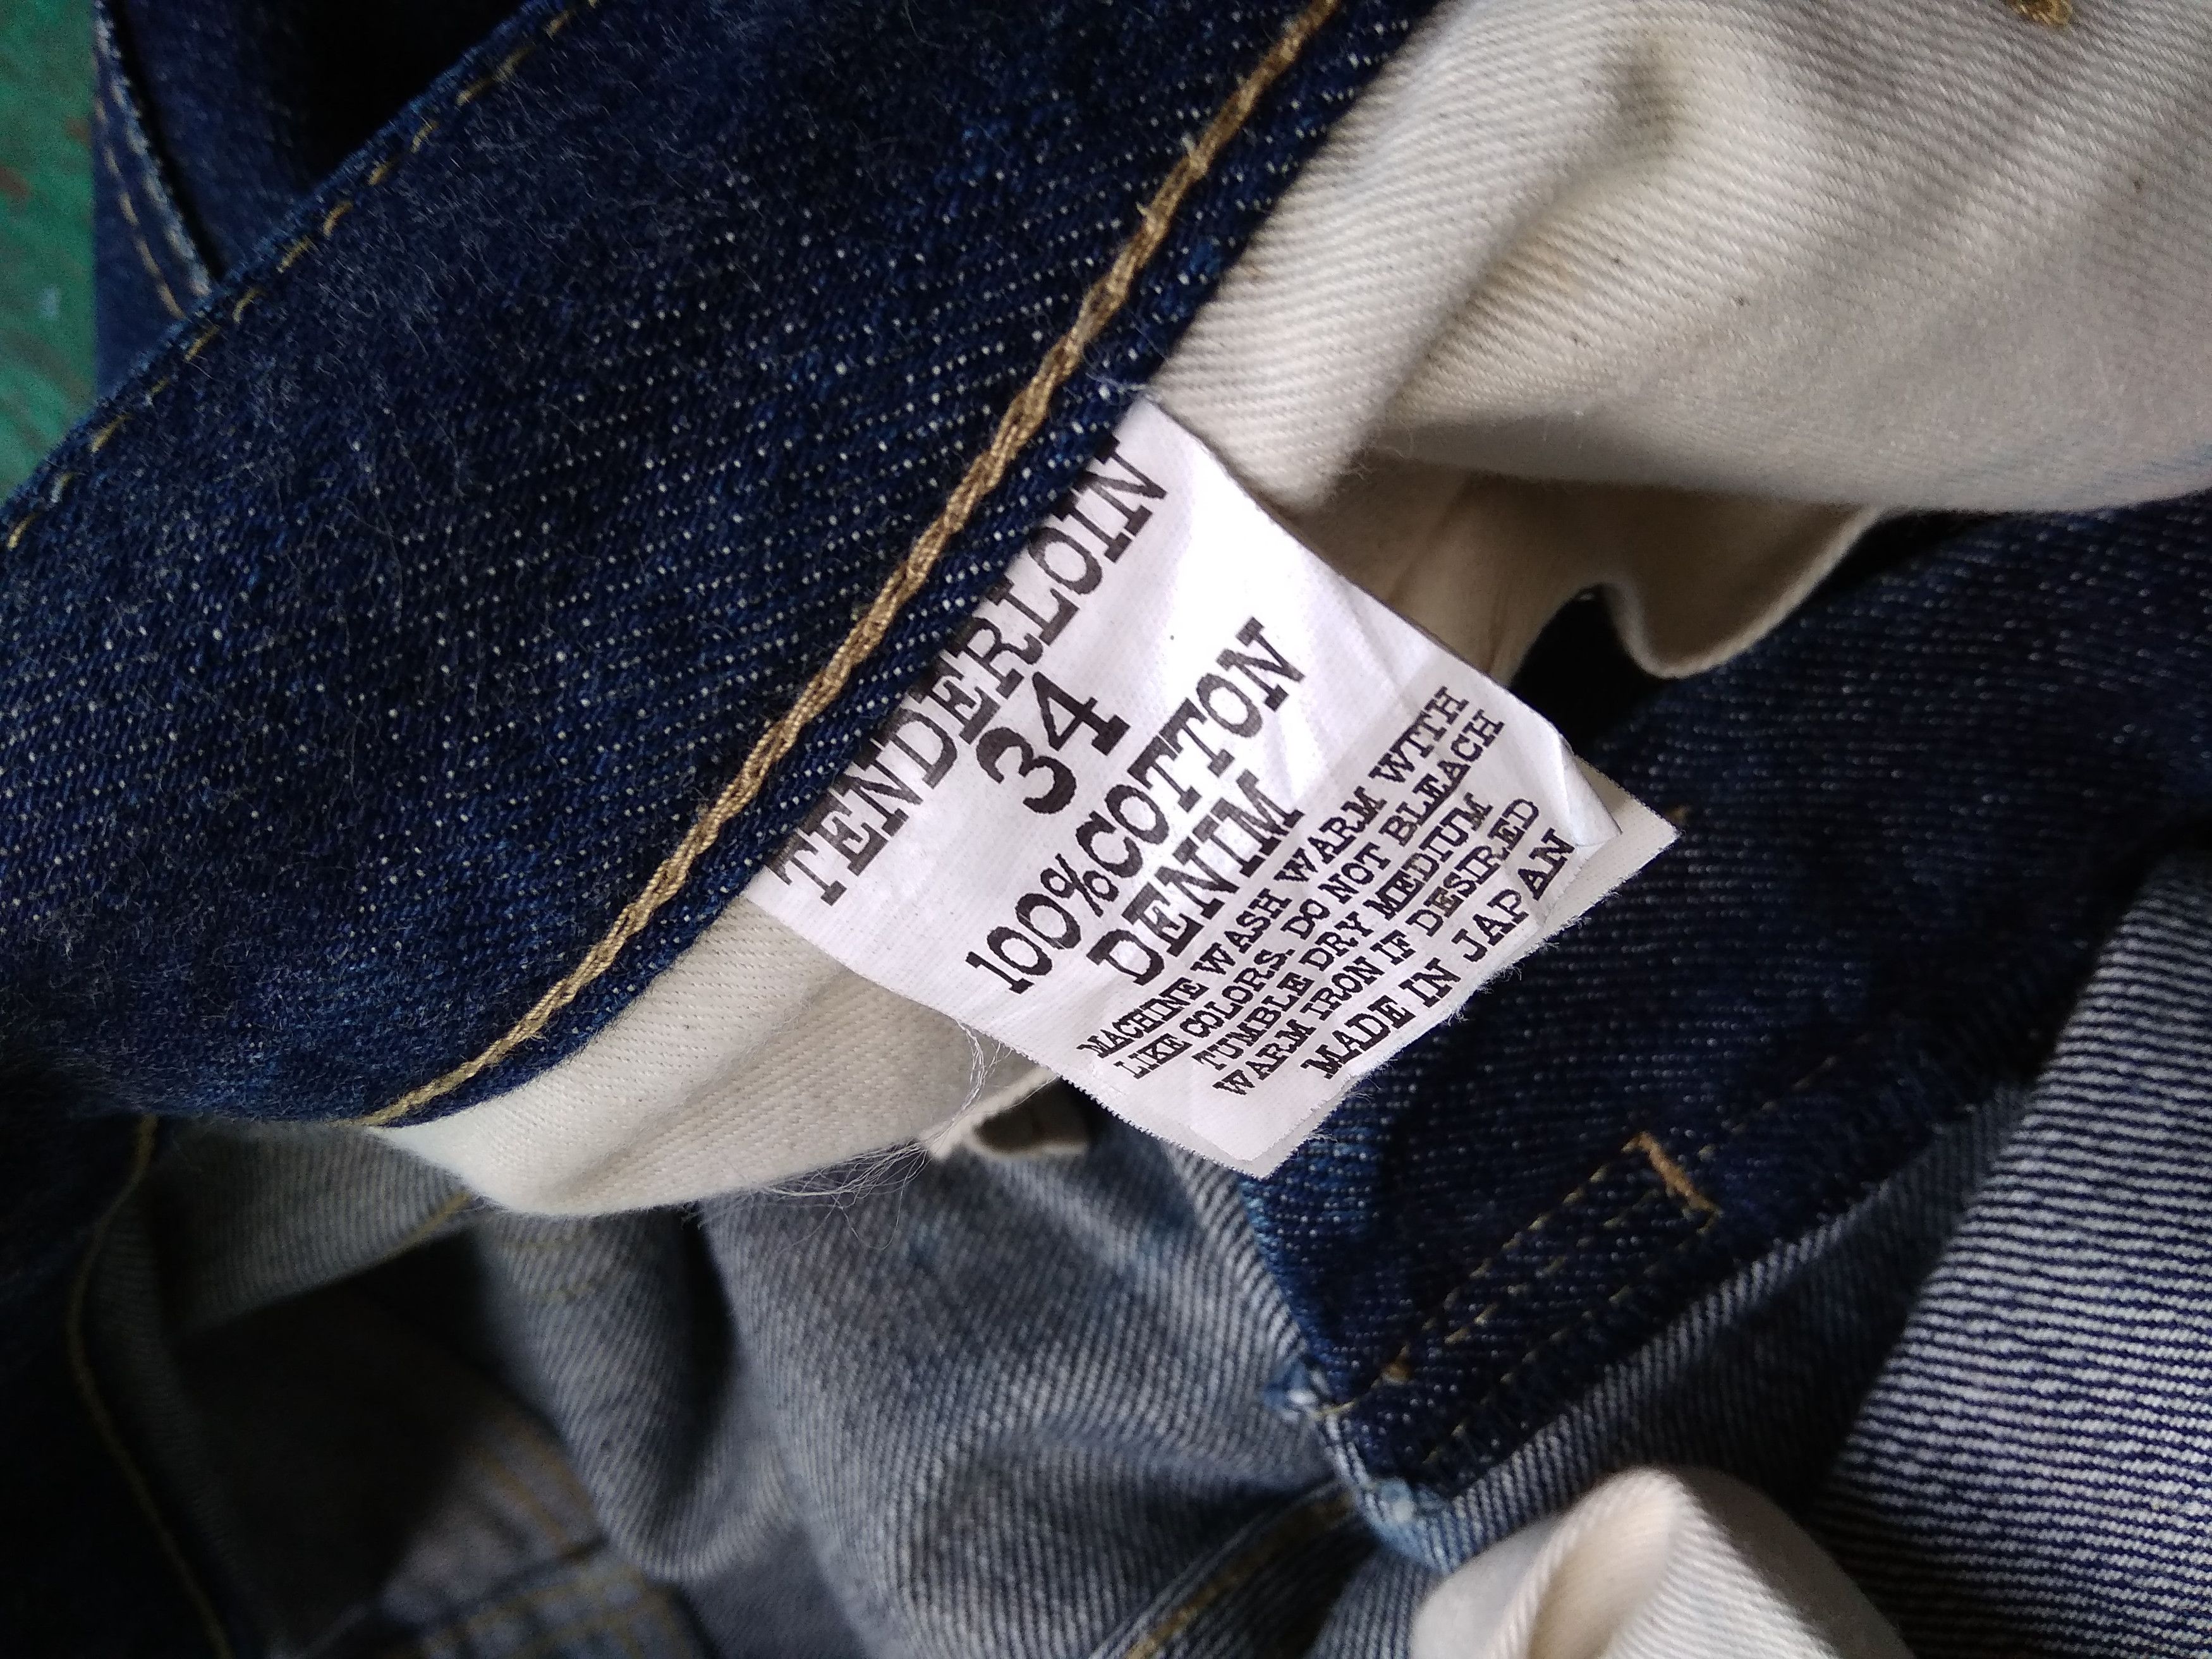 TENDERLOIN
34
100%COTTON
DENIM
MACHINE WASH WARM WITH
LIKE COLORS. DO NOT BLEACH
TUMBLE DRY MEDIUM
WARM IRON IF DESIRED
MADE IN JAPAN